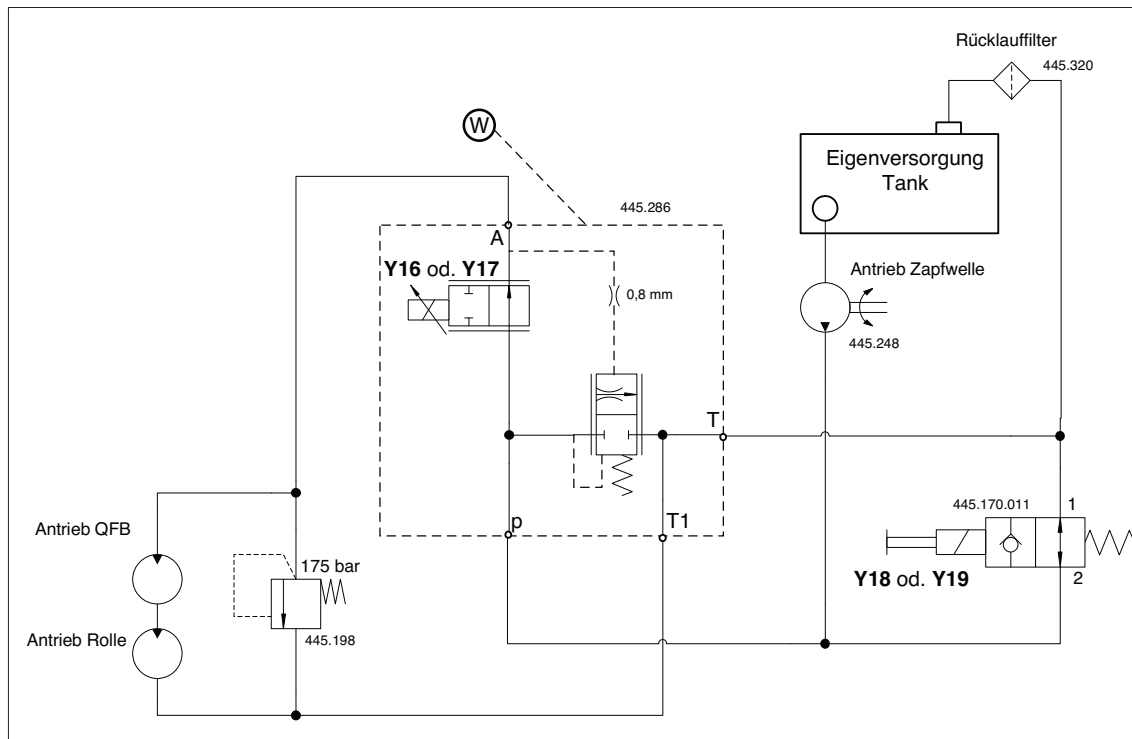 Rücklauffilter
445.320
W
Eigenversorgung
Tank
445.286
A
Y16 od. Y17
0,8 mm
Antrieb Zapfwelle
445.248
T
445.170.011
1
p
T1
Antrieb QFB
175 bar
Y18 od. Y19
2
Antrieb Rolle
445.198